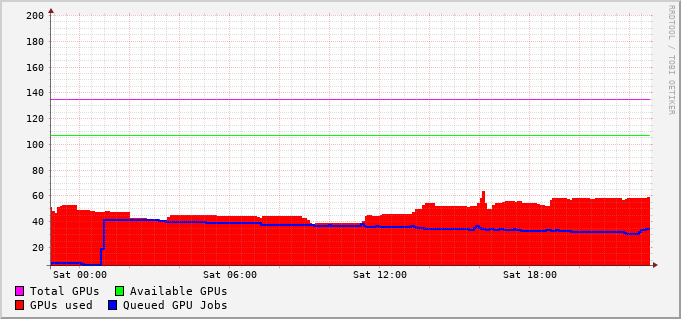 200
180
160
140
120
100
80
60
40
20
Sat 00:00 Sat 06:00 Sat 12:00 Sat 18:00
Total GPUs Available GPUs
GPUs used Queued GPU Jobs
RRDTOOL / TOBI OETIKER